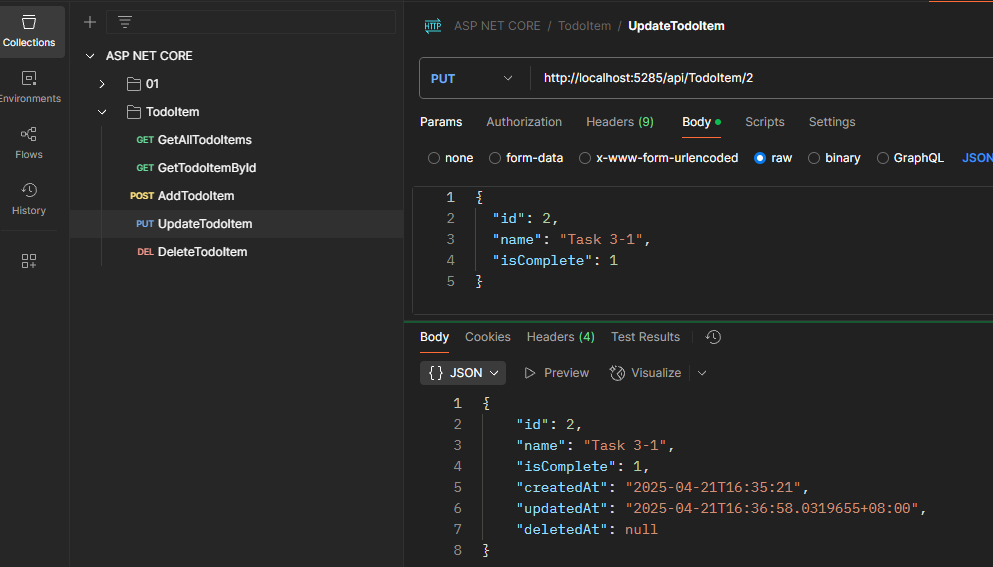 Collections
Environments
Flows
History
ASP NET CORE
01
TodoItem
GET GetAllTodoItems
GET GetTodoItemById
POST AddTodoItem
PUT UpdateTodoItem
DEL DeleteTodoItem
HTTP ASP NET CORE / TodoItem / UpdateTodoItem
PUT http://localhost:5285/api/TodoItem/2
Params Authorization Headers (9) Body Scripts Settings
none form-data x-www-form-urlencoded raw binary GraphQL JSON
1 {
2 "id": 2,
3 "name": "Task 3-1",
4 "isComplete": 1
5 }
Body Cookies Headers (4) Test Results
{} JSON Preview Visualize
1 {
2 "id": 2,
3 "name": "Task 3-1",
4 "isComplete": 1,
5 "createdAt": "2025-04-21T16:35:21",
6 "updatedAt": "2025-04-21T16:36:58.0319655+08:00",
7 "deletedAt": null
8 }